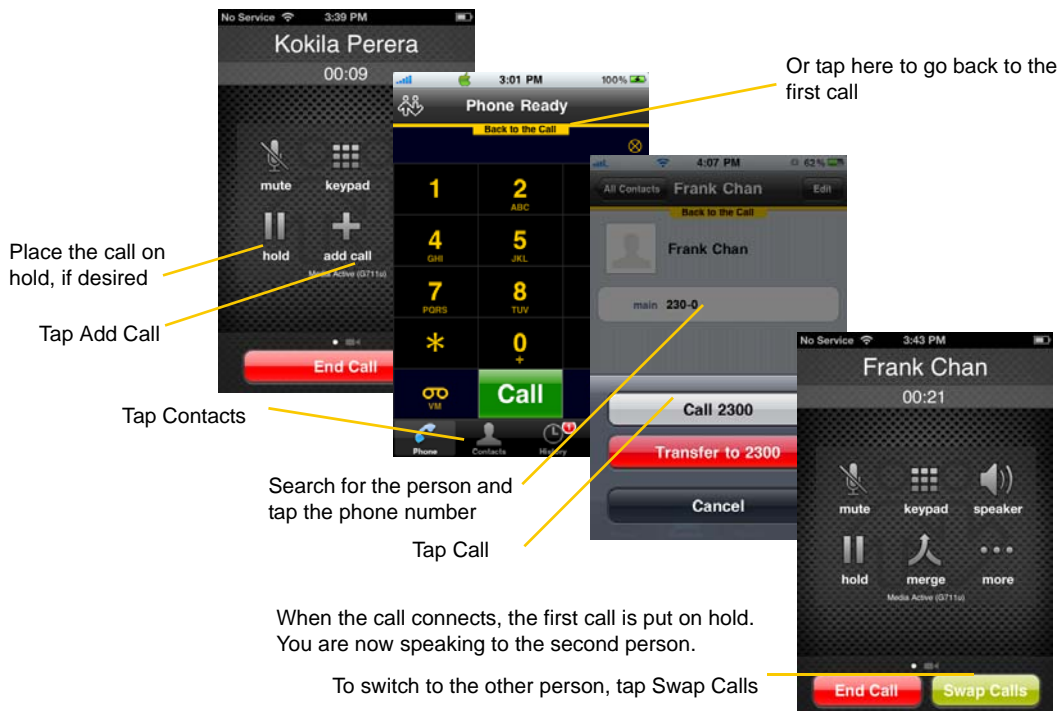 No Service 3:39 PM
Kokila Perera
00:09
mute keypad
hold add call
Media Active (G711u)
End Call
3:01 PM 100%
Phone Ready
Back to the Call
1 2
ABC
4 5
GHI JKL
7 8
PQRS TUV
* 0
+
VM Call
Phone Contacts History
1
Or tap here to go back to the
first call
4:07 PM 62%
All Contacts Frank Chan Edit
Back to the Call
Frank Chan
main 230-0
Call 2300
Transfer to 2300
Cancel
Place the call on
hold, if desired
Tap Add Call
Tap Contacts
Search for the person and
tap the phone number
Tap Call
No Service 3:43 PM
Frank Chan
00:21
mute keypad speaker
hold merge more
Media Active (G711u)
End Call Swap Calls
When the call connects, the first call is put on hold.
You are now speaking to the second person.
To switch to the other person, tap Swap Calls